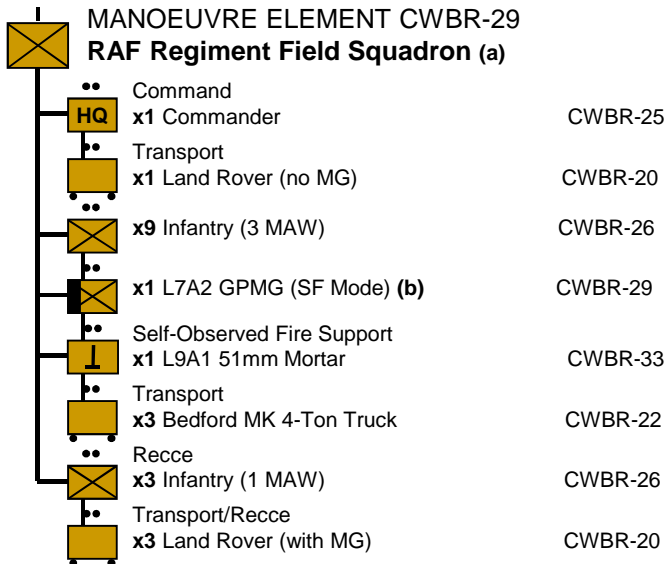 MANOEUVRE ELEMENT CWBR-29
RAF Regiment Field Squadron (a)
Command
HQ x1 Commander CWBR-25
Transport
x1 Land Rover (no MG) CWBR-20
x9 Infantry (3 MAW) CWBR-26
x1 L7A2 GPMG (SF Mode) (b) CWBR-29
Self-Observed Fire Support
x1 L9A1 51mm Mortar CWBR-33
Transport
x3 Bedford MK 4-Ton Truck CWBR-22
Recce
x3 Infantry (1 MAW) CWBR-26
Transport/Recce
x3 Land Rover (with MG) CWBR-20